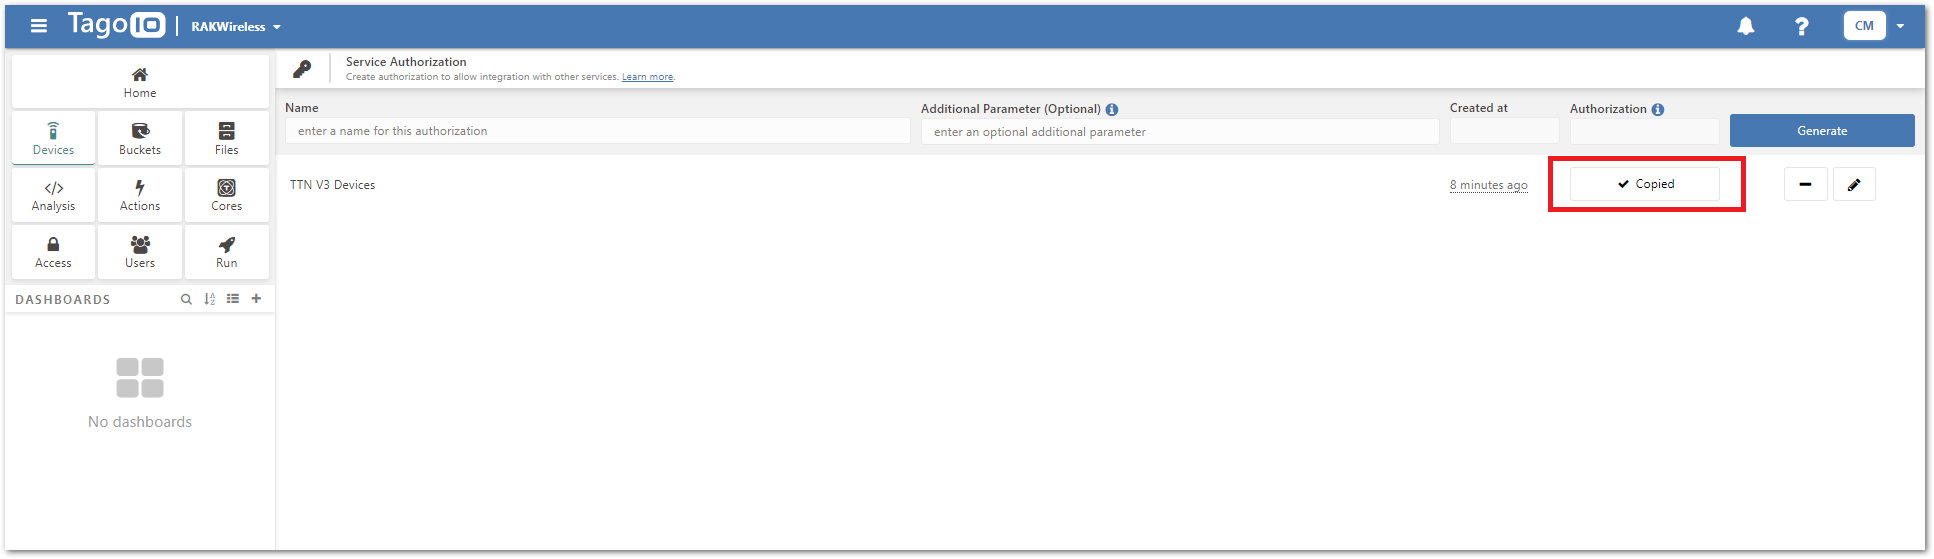 TagoIO
RAKWireless
CM
Home
Devices
Buckets
Files
Analysis
Actions
Cores
Access
Users
Run
DASHBOARDS
No dashboards
Service Authorization
Create authorization to allow integration with other services. Learn more.
Name
Additional Parameter (Optional)
Created at
Authorization
enter a name for this authorization
enter an optional additional parameter
Generate
TTN V3 Devices
8 minutes ago
Copied